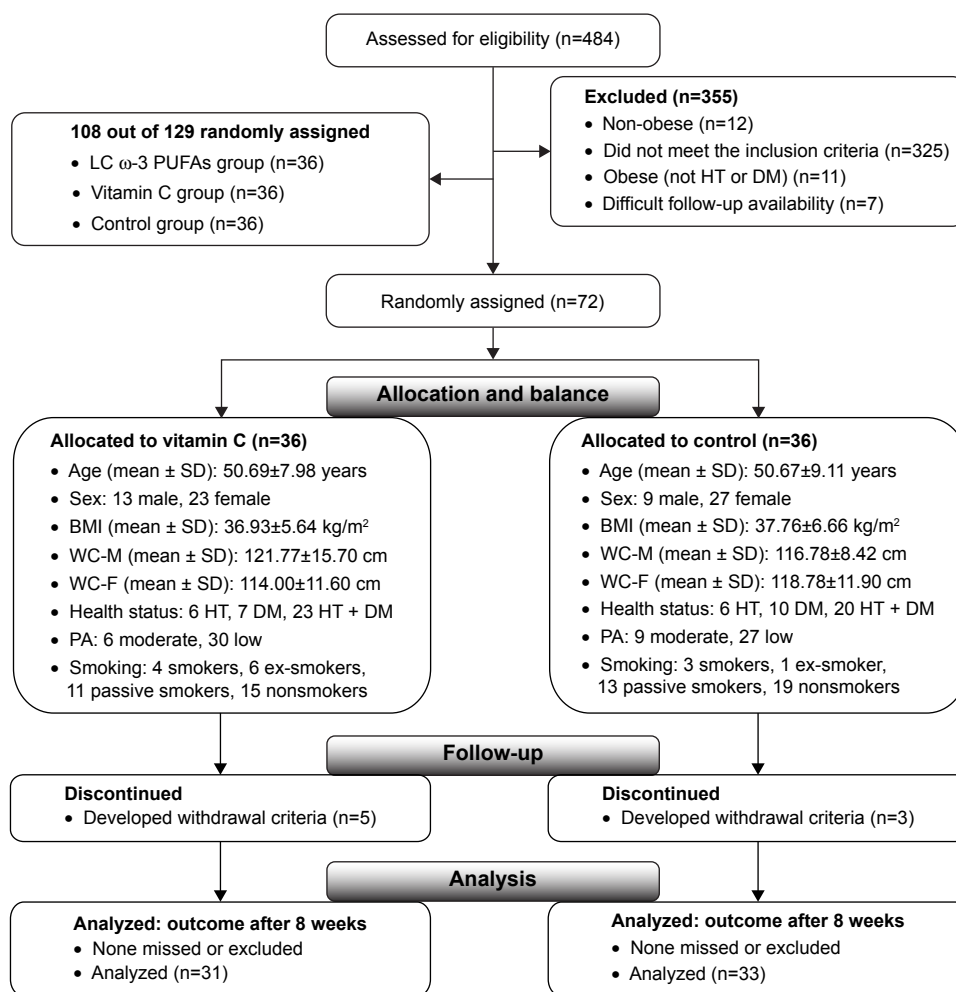 Assessed for eligibility (n=484)
Excluded (n=355)
• Non-obese (n=12)
• Did not meet the inclusion criteria (n=325)
• Obese (not HT or DM) (n=11)
• Difficult follow-up availability (n=7)
108 out of 129 randomly assigned
• LC ω-3 PUFAs group (n=36)
• Vitamin C group (n=36)
• Control group (n=36)
Randomly assigned (n=72)
Allocation and balance
Allocated to vitamin C (n=36)
• Age (mean ± SD): 50.69±7.98 years
• Sex: 13 male, 23 female
• BMI (mean ± SD): 36.93±5.64 kg/m²
• WC-M (mean ± SD): 121.77±15.70 cm
• WC-F (mean ± SD): 114.00±11.60 cm
• Health status: 6 HT, 7 DM, 23 HT + DM
• PA: 6 moderate, 30 low
• Smoking: 4 smokers, 6 ex-smokers,
11 passive smokers, 15 nonsmokers
Allocated to control (n=36)
• Age (mean ± SD): 50.67±9.11 years
• Sex: 9 male, 27 female
• BMI (mean ± SD): 37.76±6.66 kg/m²
• WC-M (mean ± SD): 116.78±8.42 cm
• WC-F (mean ± SD): 118.78±11.90 cm
• Health status: 6 HT, 10 DM, 20 HT + DM
• PA: 9 moderate, 27 low
• Smoking: 3 smokers, 1 ex-smoker,
13 passive smokers, 19 nonsmokers
Follow-up
Discontinued
• Developed withdrawal criteria (n=5)
Discontinued
• Developed withdrawal criteria (n=3)
Analysis
Analyzed: outcome after 8 weeks
• None missed or excluded
• Analyzed (n=31)
Analyzed: outcome after 8 weeks
• None missed or excluded
• Analyzed (n=33)